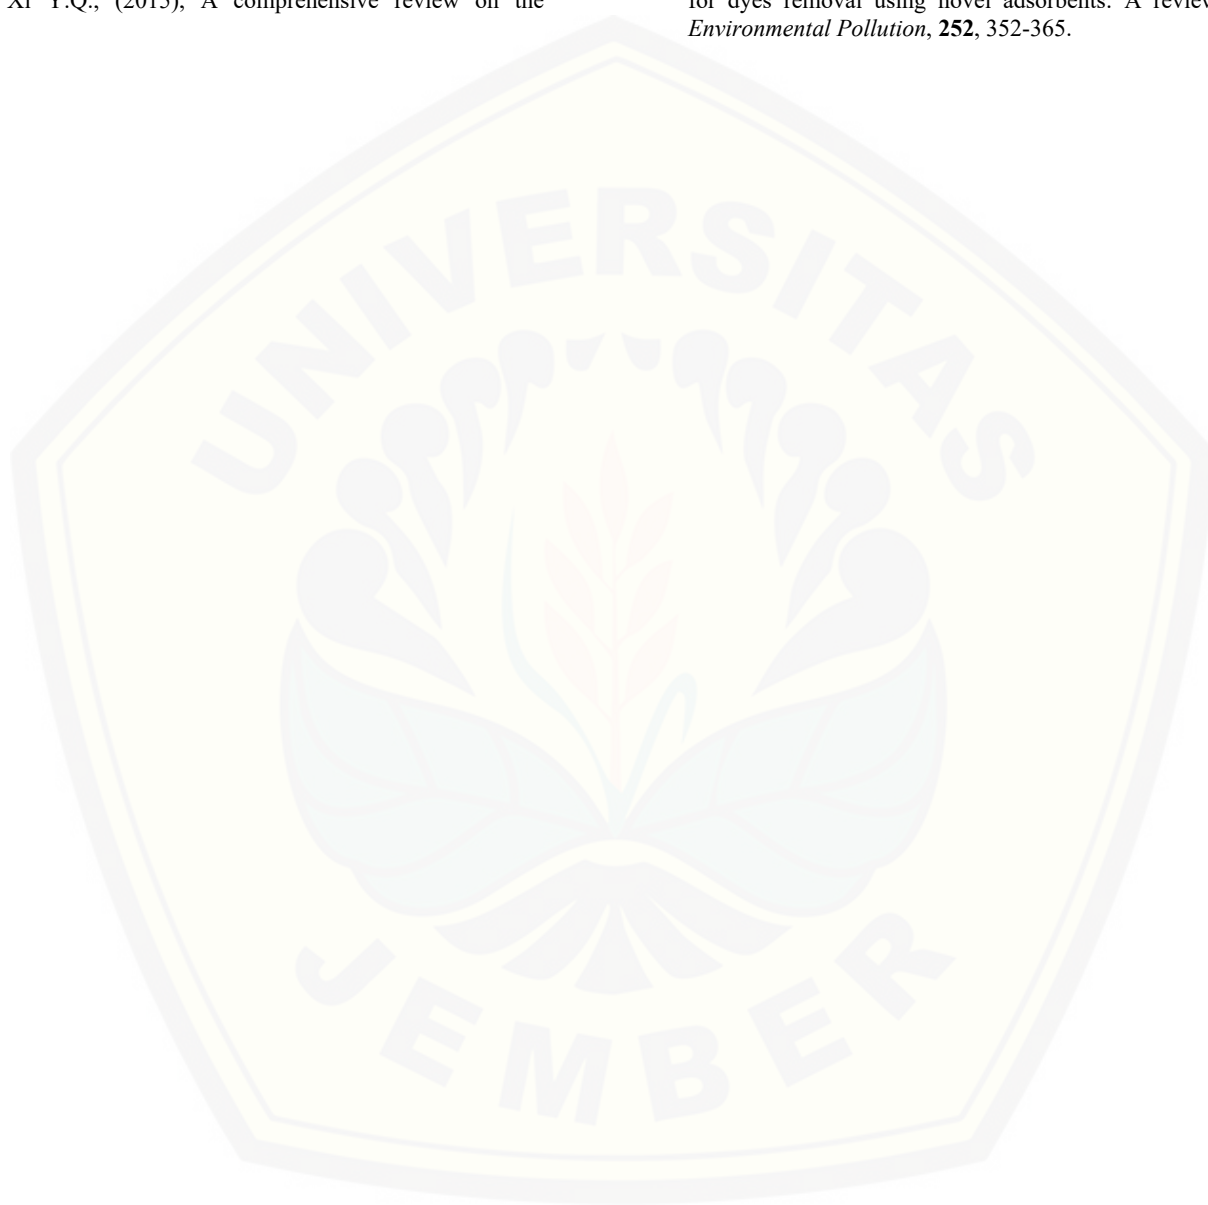 Xi Y.Q., (2015), A comprehensive review on the
for dyes removal using novel adsorbents: A review
Environmental Pollution, 252, 352-365.
UNIVERSITAS
JEMBER